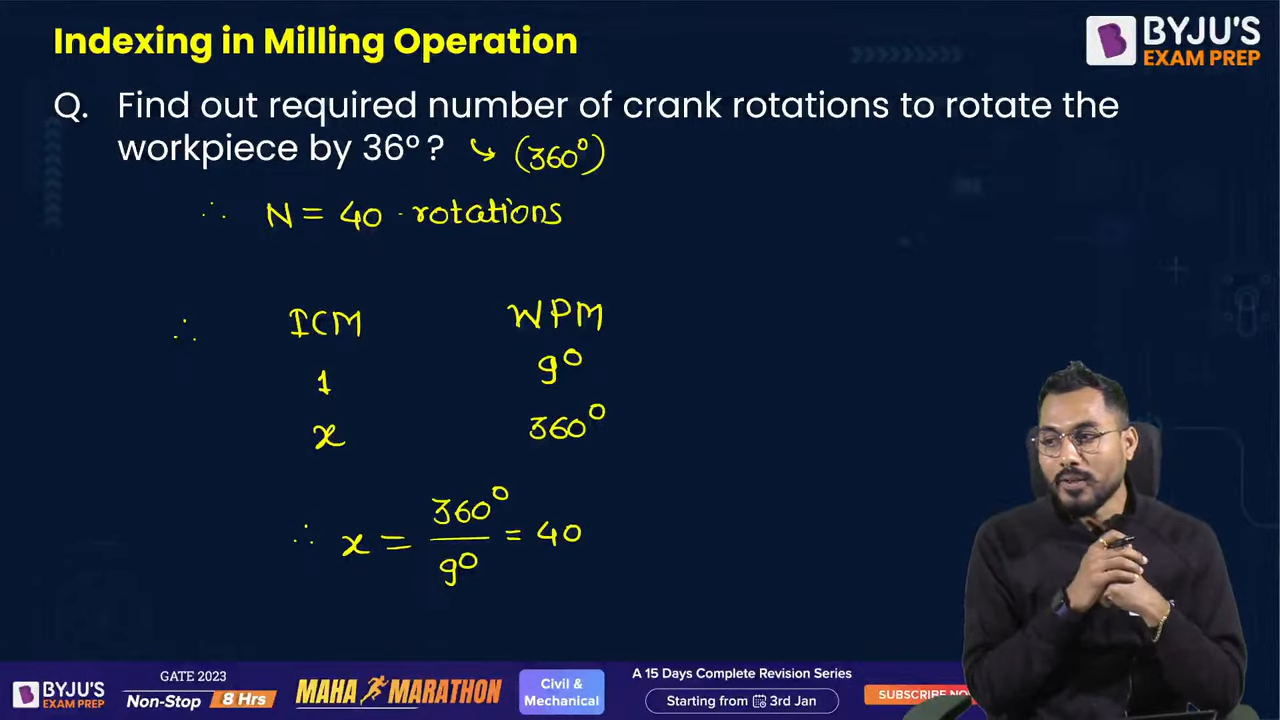 Indexing in Milling Operation
BYJU'S
EXAM PREP
Q. Find out required number of crank rotations to rotate the
workpiece by 36°? ↳ (360°)
∴ N = 40 rotations
∴ ICM WPM
1 9°
x 360°
∴ x = 360°/9° = 40
BYJU'S
EXAM PREP
GATE 2023
Non-Stop 8 Hrs
MAHA MARATHON
Civil &
Mechanical
A 15 Days Complete Revision Series
Starting from 3rd Jan
SUBSCRIBE NOW